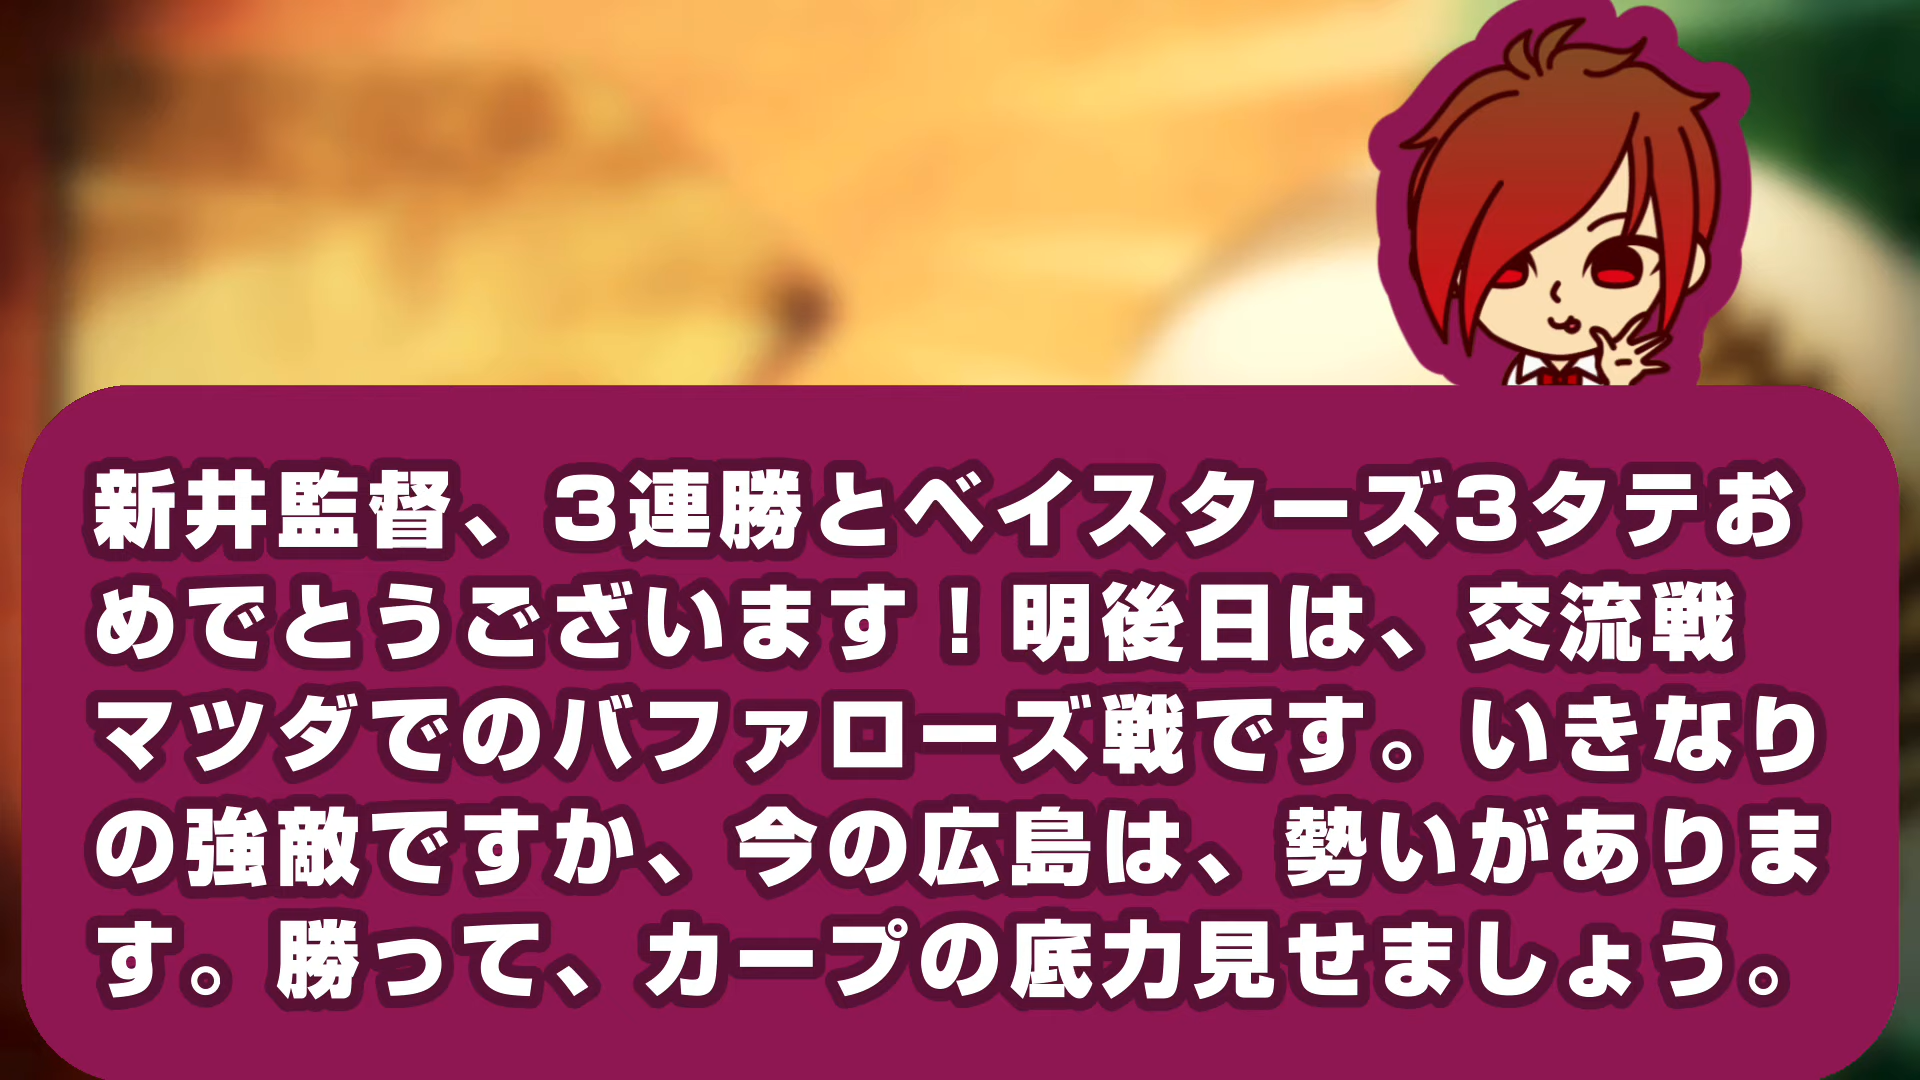 新井監督、3連勝とベイスターズ3タテお
めでとうございます！明後日は、交流戦
マツダでのバファローズ戦です。いきなり
の強敵ですか、今の広島は、勢いがありま
す。勝って、カープの底力見せましょう。